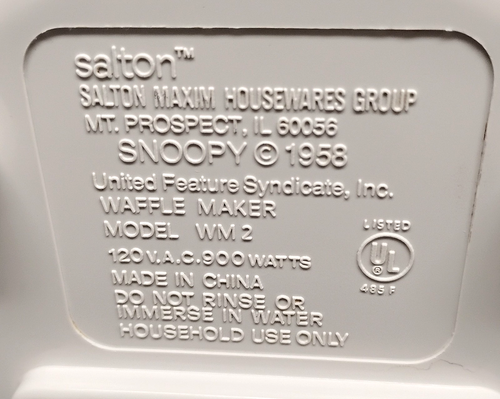 salton™
SALTON MAXIM HOUSEWARES GROUP
MT. PROSPECT, IL 60056
SNOOPY © 1958
United Feature Syndicate, Inc.
WAFFLE MAKER
MODEL WM 2
120 V.A.C. 900 WATTS
MADE IN CHINA
DO NOT RINSE OR
IMMERSE IN WATER
HOUSEHOLD USE ONLY
LISTED
UL ®
485 F